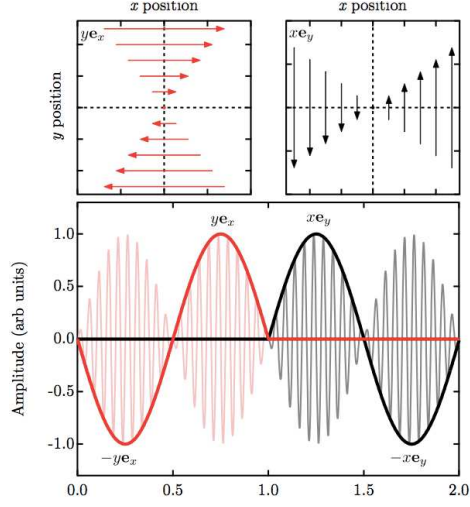 x position
x position
ye_x
xe_y
y position
ye_x
xe_y
1.0
0.5
0.0
-0.5
-1.0
Amplitude (arb units)
−ye_x
−xe_y
0.0
0.5
1.0
1.5
2.0